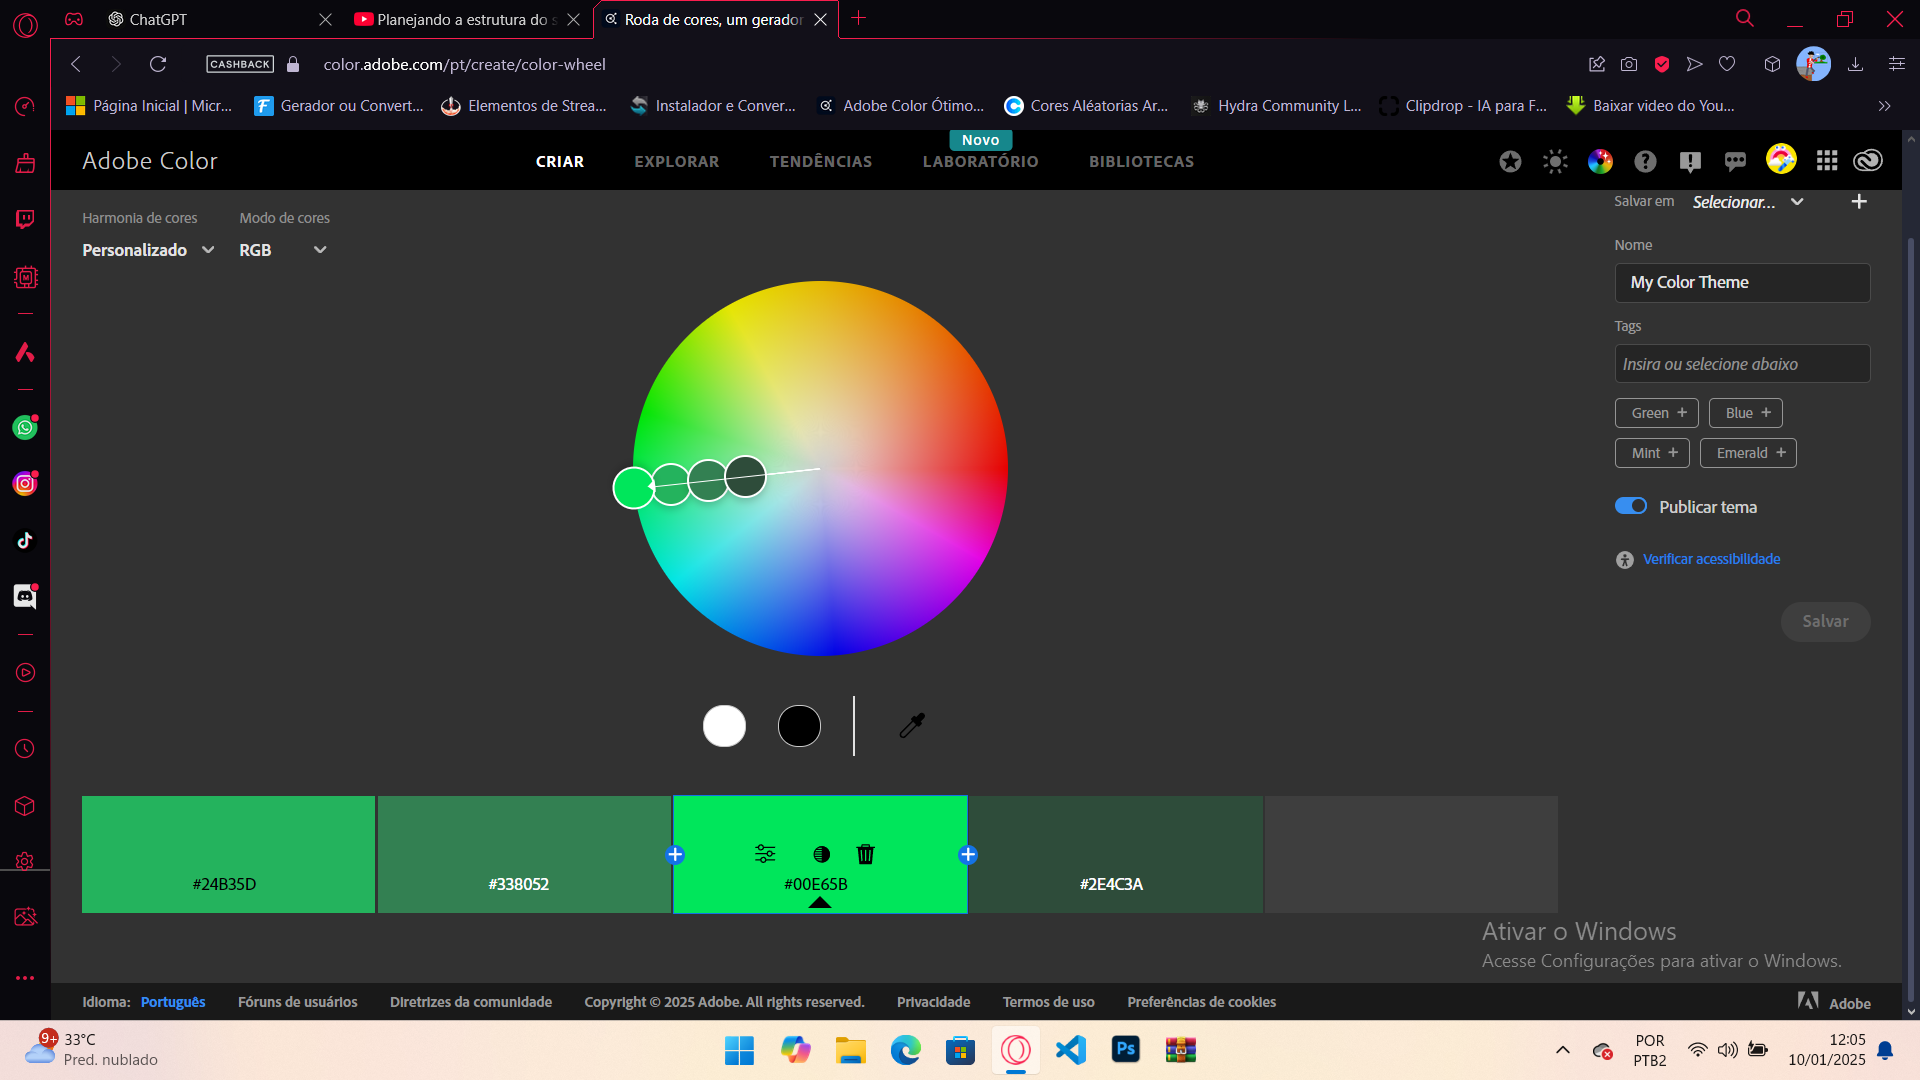 ChatGPT
Planejando a estrutura do s
Roda de cores, um gerador
CASHBACK
color.adobe.com/pt/create/color-wheel
Página Inicial | Micr...
Gerador ou Convert...
Elementos de Strea...
Instalador e Conver...
Adobe Color Ótimo...
Cores Aléatorias Ar...
Hydra Community L...
Clipdrop - IA para F...
Baixar video do You...
Adobe Color
CRIAR
EXPLORAR
TENDÊNCIAS
Novo
LABORATÓRIO
BIBLIOTECAS
Harmonia de cores
Personalizado
Modo de cores
RGB
Salvar em
Selecionar...
Nome
My Color Theme
Tags
Insira ou selecione abaixo
Green +
Blue +
Mint +
Emerald +
Publicar tema
Verificar acessibilidade
Salvar
#24B35D
#338052
#00E65B
#2E4C3A
Ativar o Windows
Acesse Configurações para ativar o Windows.
Idioma: Português
Fóruns de usuários
Diretrizes da comunidade
Copyright © 2025 Adobe. All rights reserved.
Privacidade
Termos de uso
Preferências de cookies
Adobe
9+
33°C
Pred. nublado
Ps
POR
PTB2
12:05
10/01/2025